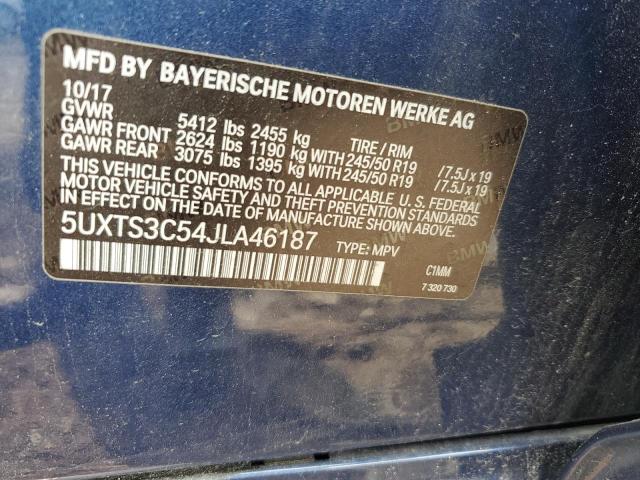 MFD BY BAYERISCHE MOTOREN WERKE AG
10/17
GVWR 5412 lbs 2455 kg TIRE / RIM
GAWR FRONT 2624 lbs 1190 kg WITH 245/50 R19 / 7.5J x 19
GAWR REAR 3075 lbs 1395 kg WITH 245/50 R19 / 7.5J x 19
THIS VEHICLE CONFORMS TO ALL APPLICABLE U. S. FEDERAL
MOTOR VEHICLE SAFETY AND THEFT PREVENTION STANDARDS
IN EFFECT ON THE DATE OF MANUFACTURE SHOWN ABOVE.
5UXTS3C54JLA46187 TYPE: MPV
C1MM
7 320 730